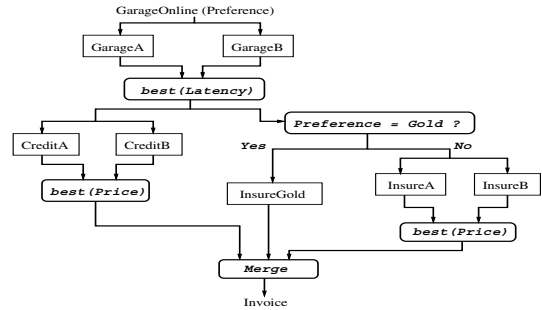 GarageOnline (Preference)
GarageA
GarageB
best(Latency)
Preference = Gold ?
CreditA
CreditB
Yes
No
best(Price)
InsureGold
InsureA
InsureB
best(Price)
Merge
Invoice